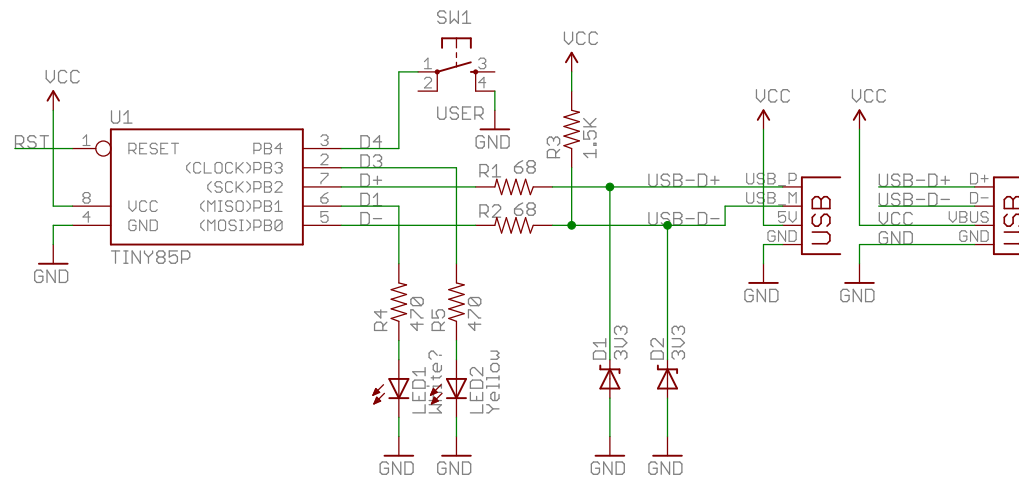 SW1
VCC
1
3
2
4
USER
GND
VCC
VCC
VCC
U1
RST
1
RESET
8
VCC
4
GND
PB4
3
D4
(CLOCK)PB3
2
D3
(SCK)PB2
7
D+
(MISO)PB1
6
D1
(MOSI)PB0
5
D-
TINY85P
GND
R1
68
R2
68
R3
1.5K
USB-D+
USB_P
USB_M
USB-D-
5V
GND
USB
GND
USB-D+
D+
USB-D-
D-
VCC
VBUS
GND
GND
USB
GND
R4
470
R5
470
D1
3V3
D2
3V3
LED1
White?
LED2
Yellow
GND
GND
GND
GND